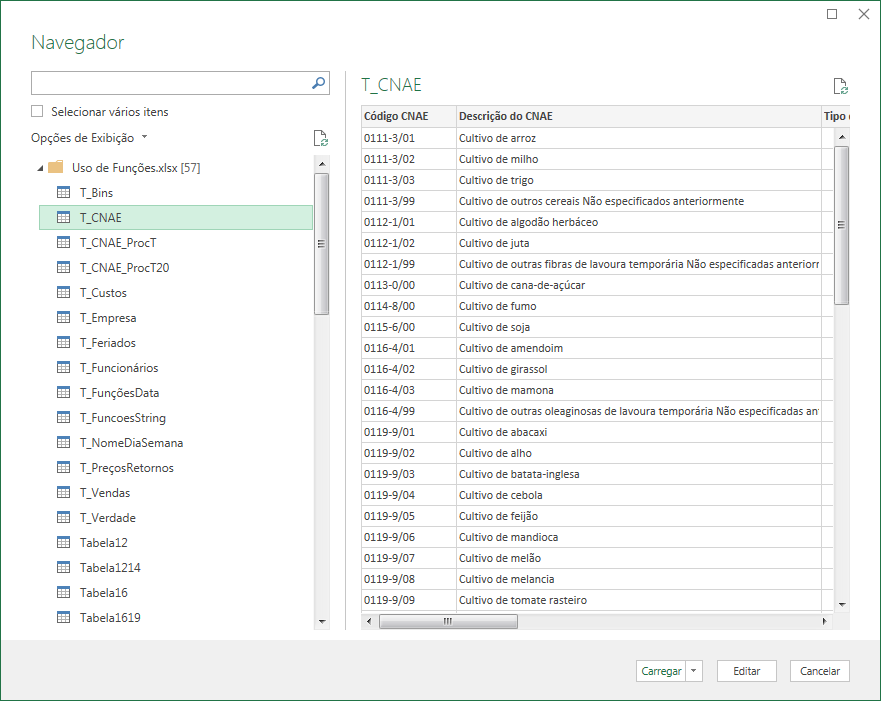 Navegador
Selecionar vários itens
Opções de Exibição
Uso de Funções.xlsx [57]
T_Bins
T_CNAE
T_CNAE_ProcT
T_CNAE_ProcT20
T_Custos
T_Empresa
T_Feriados
T_Funcionários
T_FunçõesData
T_FuncoesString
T_NomeDiaSemana
T_PreçosRetornos
T_Vendas
T_Verdade
Tabela12
Tabela1214
Tabela16
Tabela1619
T_CNAE
Código CNAE Descrição do CNAE Tipo
0111-3/01 Cultivo de arroz
0111-3/02 Cultivo de milho
0111-3/03 Cultivo de trigo
0111-3/99 Cultivo de outros cereais Não especificados anteriormente
0112-1/01 Cultivo de algodão herbáceo
0112-1/02 Cultivo de juta
0112-1/99 Cultivo de outras fibras de lavoura temporária Não especificadas anteriorr
0113-0/00 Cultivo de cana-de-açúcar
0114-8/00 Cultivo de fumo
0115-6/00 Cultivo de soja
0116-4/01 Cultivo de amendoim
0116-4/02 Cultivo de girassol
0116-4/03 Cultivo de mamona
0116-4/99 Cultivo de outras oleaginosas de lavoura temporária Não especificadas an
0119-9/01 Cultivo de abacaxi
0119-9/02 Cultivo de alho
0119-9/03 Cultivo de batata-inglesa
0119-9/04 Cultivo de cebola
0119-9/05 Cultivo de feijão
0119-9/06 Cultivo de mandioca
0119-9/07 Cultivo de melão
0119-9/08 Cultivo de melancia
0119-9/09 Cultivo de tomate rasteiro
Carregar Editar Cancelar